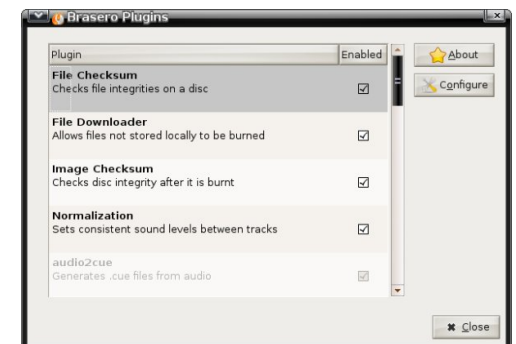 Brasero Plugins
Plugin Enabled
File Checksum
Checks file integrities on a disc
File Downloader
Allows files not stored locally to be burned
Image Checksum
Checks disc integrity after it is burnt
Normalization
Sets consistent sound levels between tracks
audio2cue
Generates .cue files from audio
About
Configure
Close